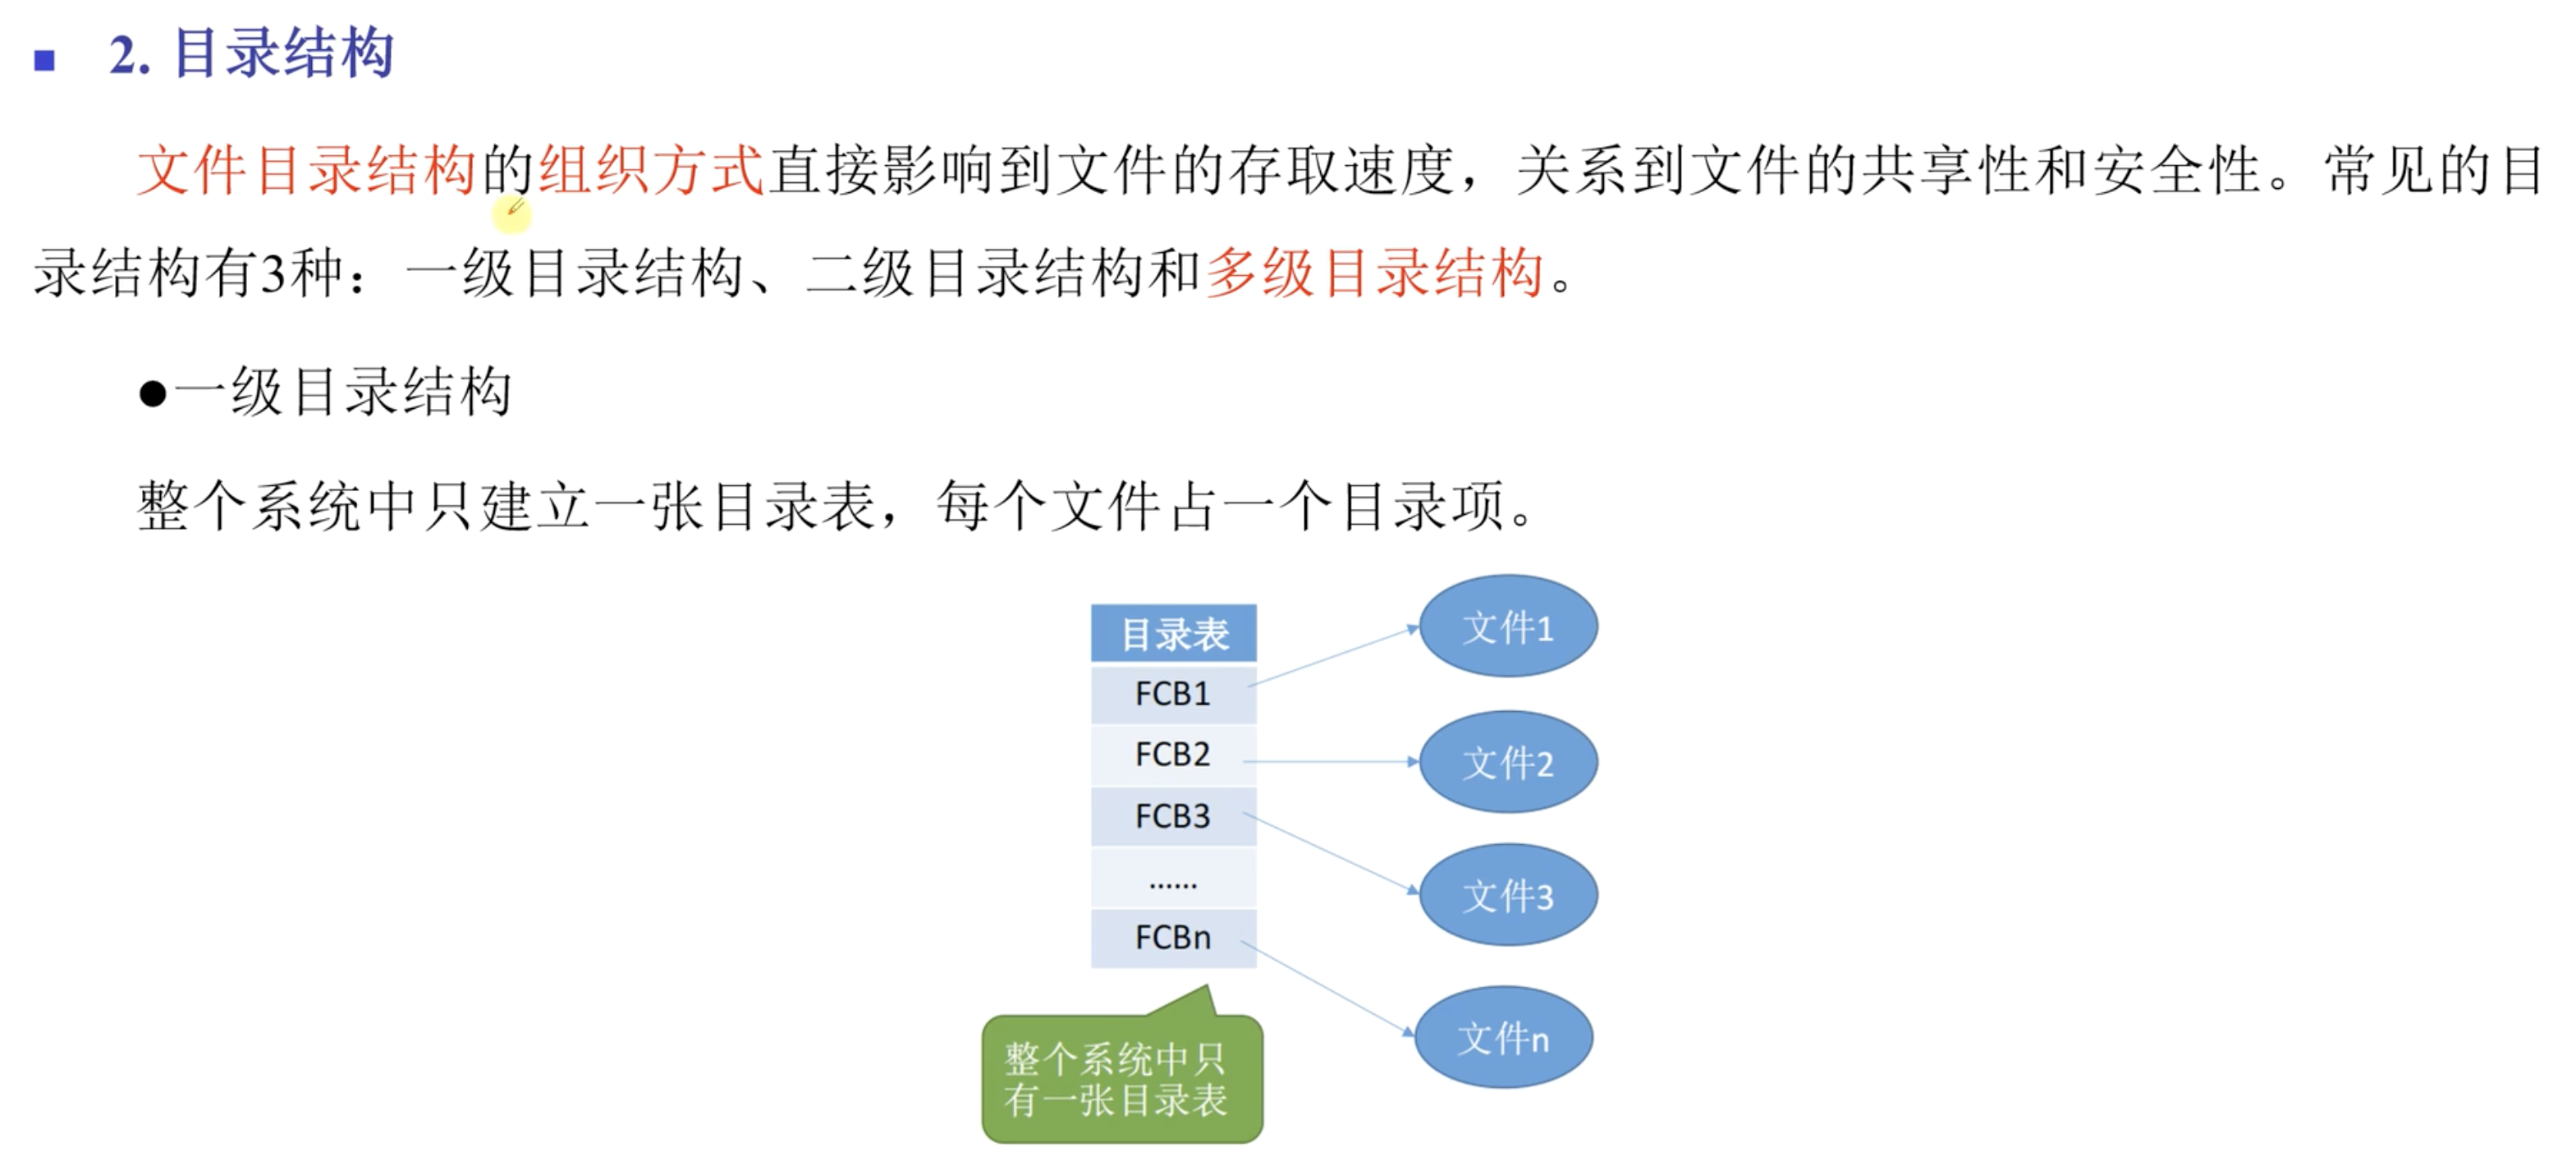 2. 目录结构
文件目录结构的组织方式直接影响到文件的存取速度，关系到文件的共享性和安全性。常见的目
录结构有3种：一级目录结构、二级目录结构和多级目录结构。
●一级目录结构
整个系统中只建立一张目录表，每个文件占一个目录项。
目录表
FCB1
FCB2
FCB3
......
FCBn
文件1
文件2
文件3
文件n
整个系统中只
有一张目录表